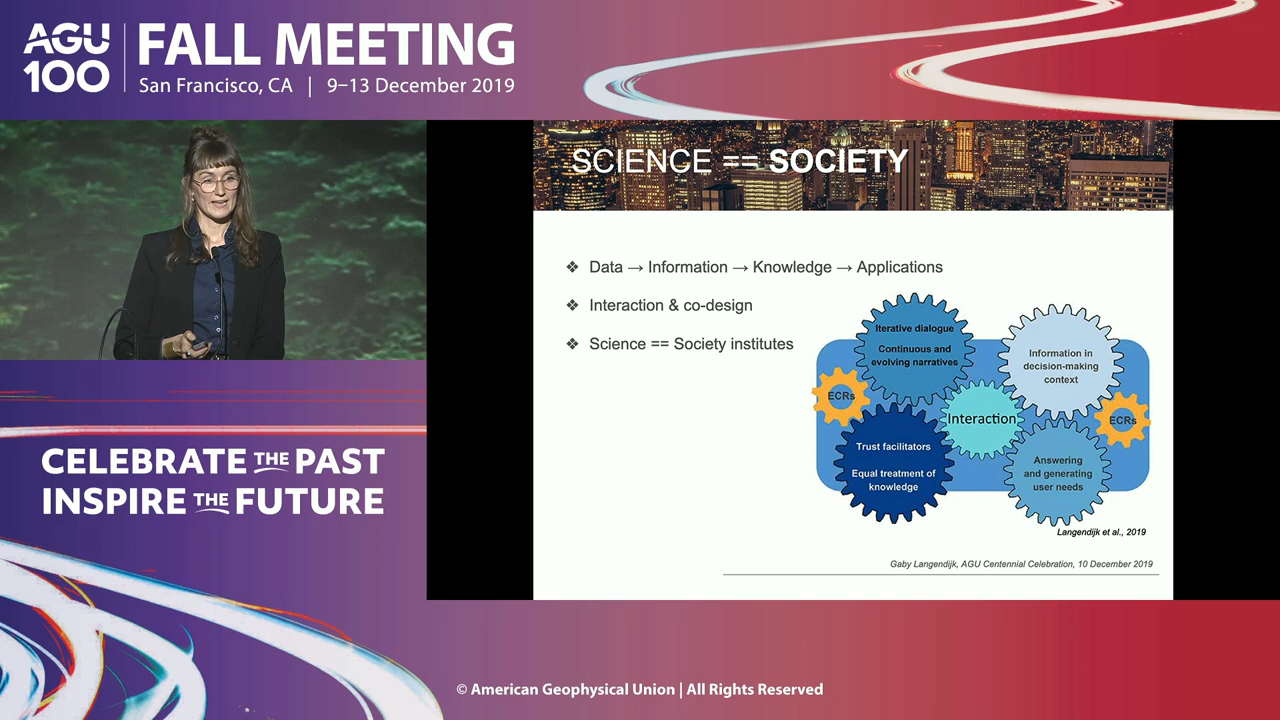 AGU
100
FALL MEETING
San Francisco, CA | 9–13 December 2019
SCIENCE == SOCIETY
❖ Data → Information → Knowledge → Applications
❖ Interaction & co-design
❖ Science == Society institutes
Iterative dialogue
Continuous and
evolving narratives
Information in
decision-making
context
ECRs
Interaction
ECRs
Trust facilitators
Equal treatment of
knowledge
Answering
and generating
user needs
Langendijk et al., 2019
Gaby Langendijk, AGU Centennial Celebration, 10 December 2019
CELEBRATE THE PAST
INSPIRE THE FUTURE
© American Geophysical Union | All Rights Reserved